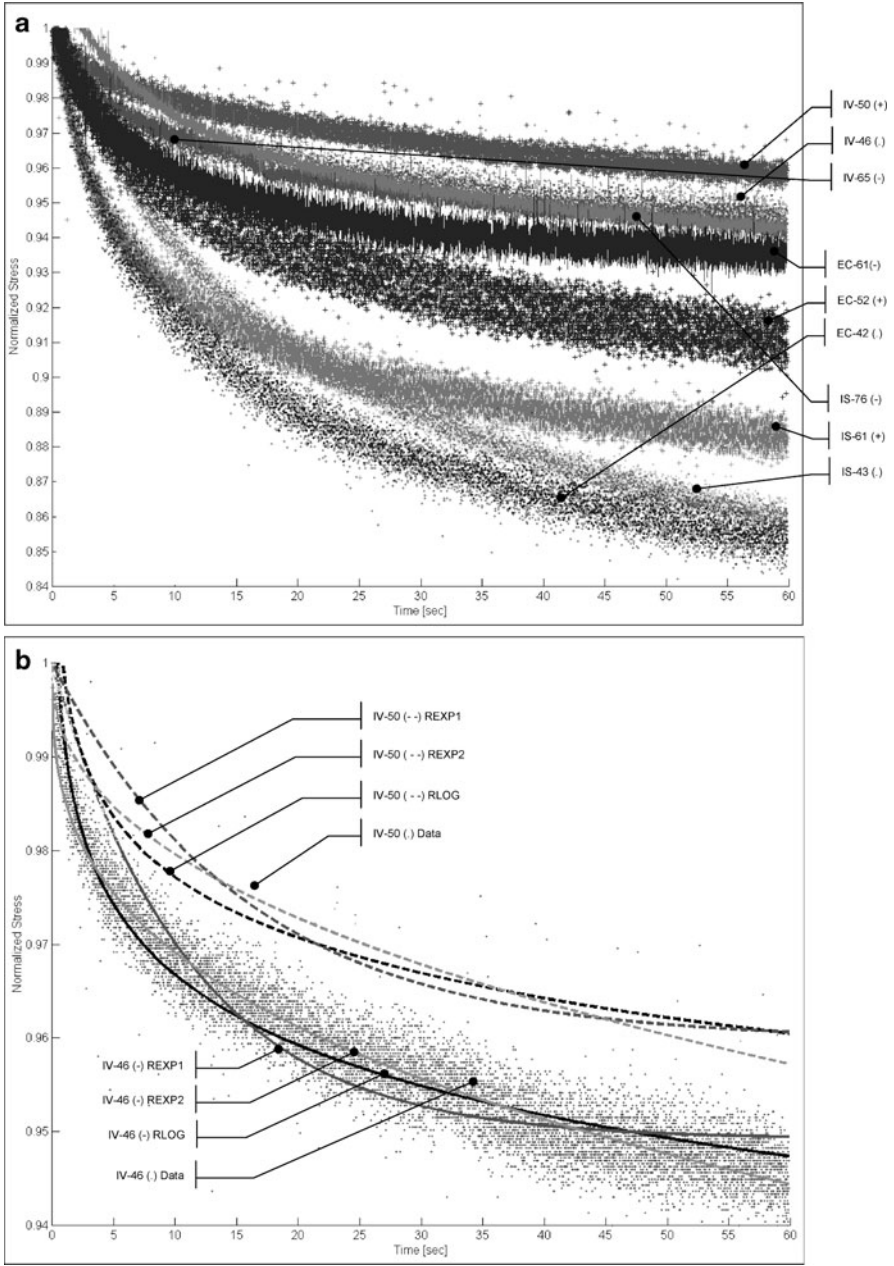 a
1
0.99
0.98
0.97
0.96
0.95
0.94
0.93
0.92
0.91
0.9
0.89
0.88
0.87
0.86
0.85
0.84
Normalized Stress
0 5 10 15 20 25 30 35 40 45 50 55 60
Time [sec]
IV-50 (+)
IV-46 (.)
IV-65 (-)
EC-61(-)
EC-52 (+)
EC-42 (.)
IS-76 (-)
IS-61 (+)
IS-43 (.)
b
1
0.99
0.98
0.97
0.96
0.95
0.94
Normalized Stress
IV-50 (- -) REXP1
IV-50 (- -) REXP2
IV-50 (- -) RLOG
IV-50 (.) Data
IV-46 (-) REXP1
IV-46 (-) REXP2
IV-46 (-) RLOG
IV-46 (.) Data
0 5 10 15 20 25 30 35 40 45 50 55 60
Time [sec]